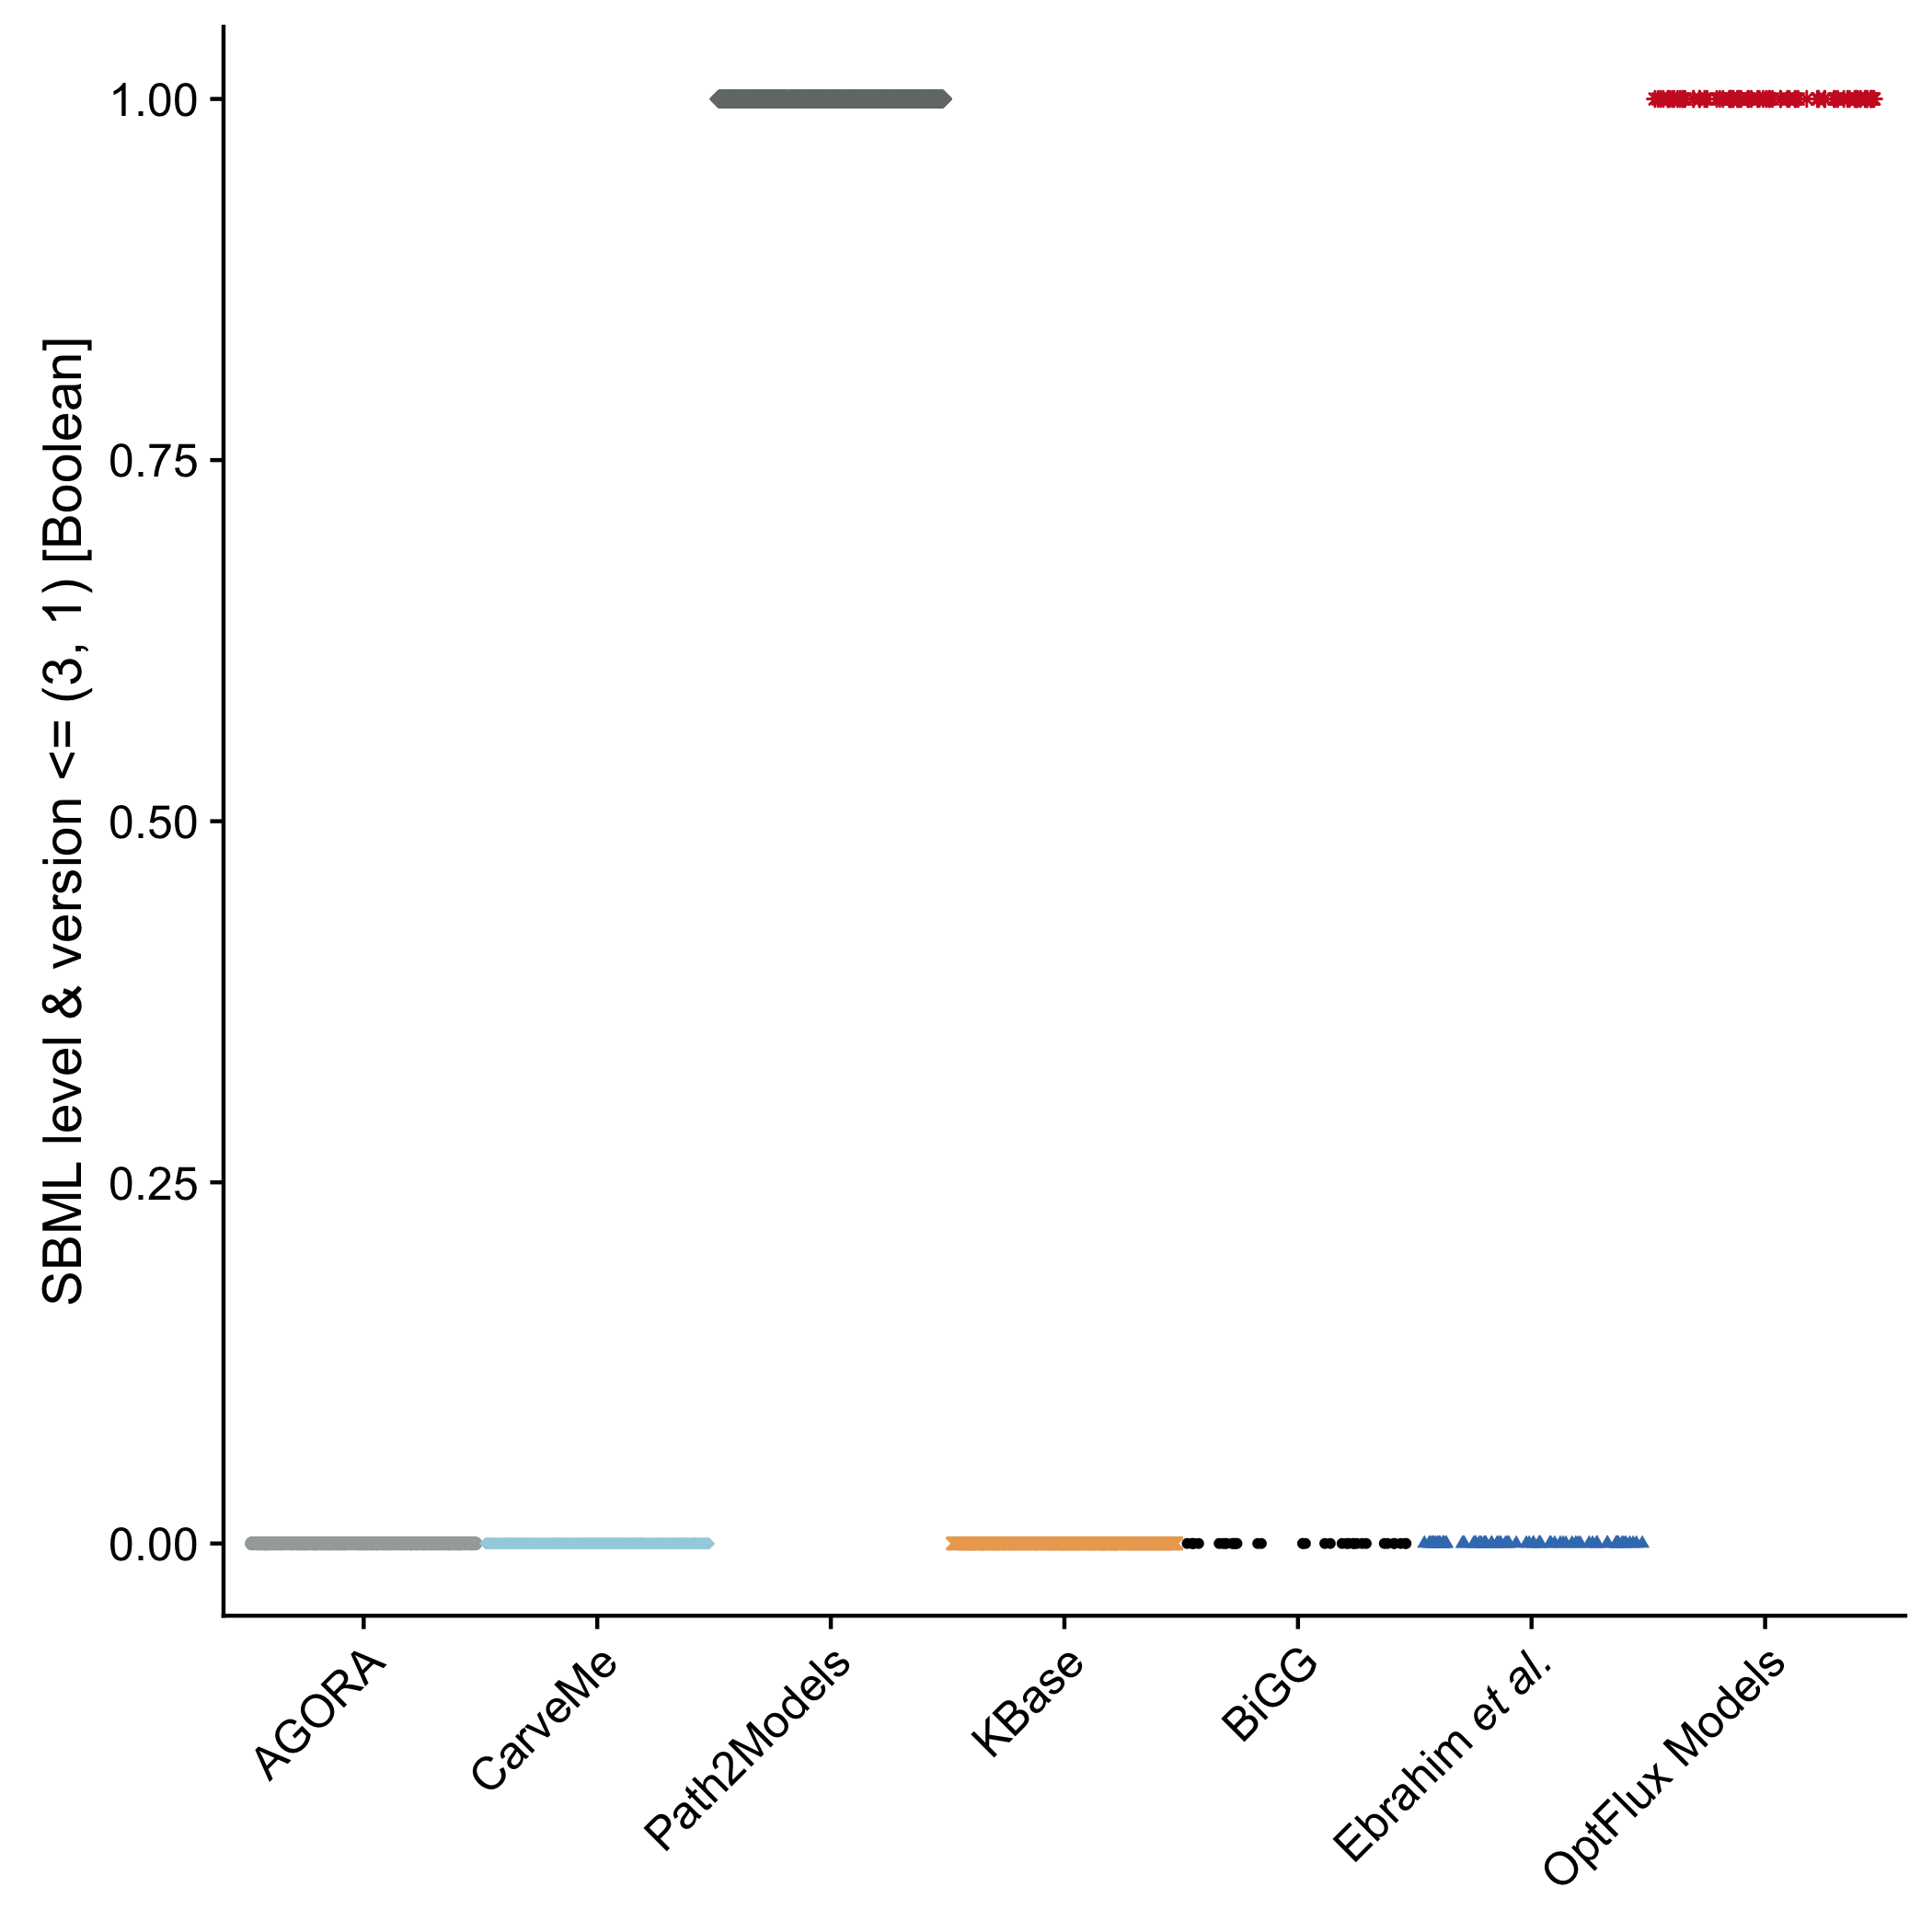 SBML level & version <= (3, 1) [Boolean]
1.00
0.75
0.50
0.25
0.00
AGORA
CarveMe
Path2Models
KBase
BiGG
Ebrahim et al.
OptFlux Models